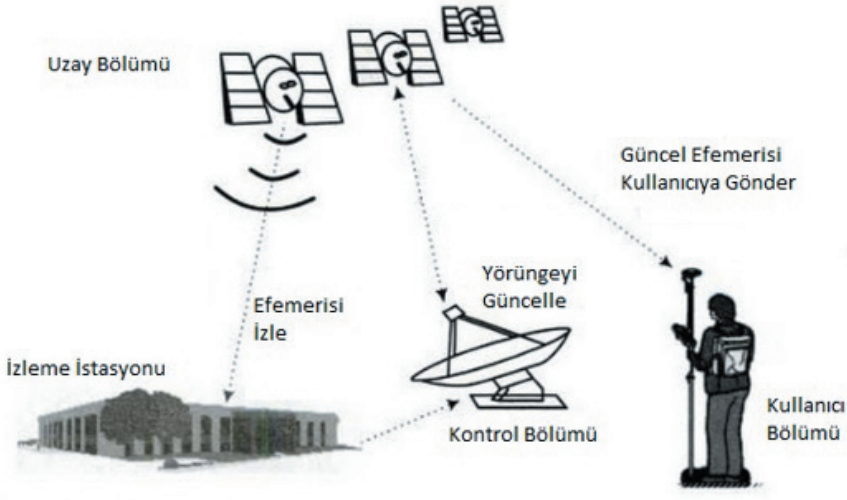 Uzay Bölümü
Güncel Efemerisi
Kullanıcıya Gönder
Yörüngeyi
Güncelle
Efemerisi
İzle
İzleme İstasyonu
Kontrol Bölümü
Kullanıcı
Bölümü